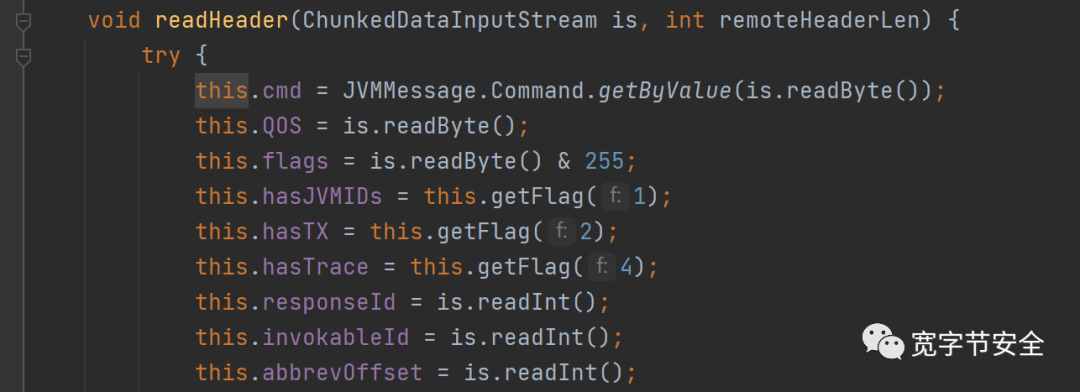 void readHeader(ChunkedDataInputStream is, int remoteHeaderLen) {
try {
this.cmd = JVMMessage.Command.getByValue(is.readByte());
this.QOS = is.readByte();
this.flags = is.readByte() & 255;
this.hasJVMIDs = this.getFlag( f: 1);
this.hasTX = this.getFlag( f: 2);
this.hasTrace = this.getFlag( f: 4);
this.responseId = is.readInt();
this.invokableId = is.readInt();
this.abbrevOffset = is.readInt();
宽字节安全